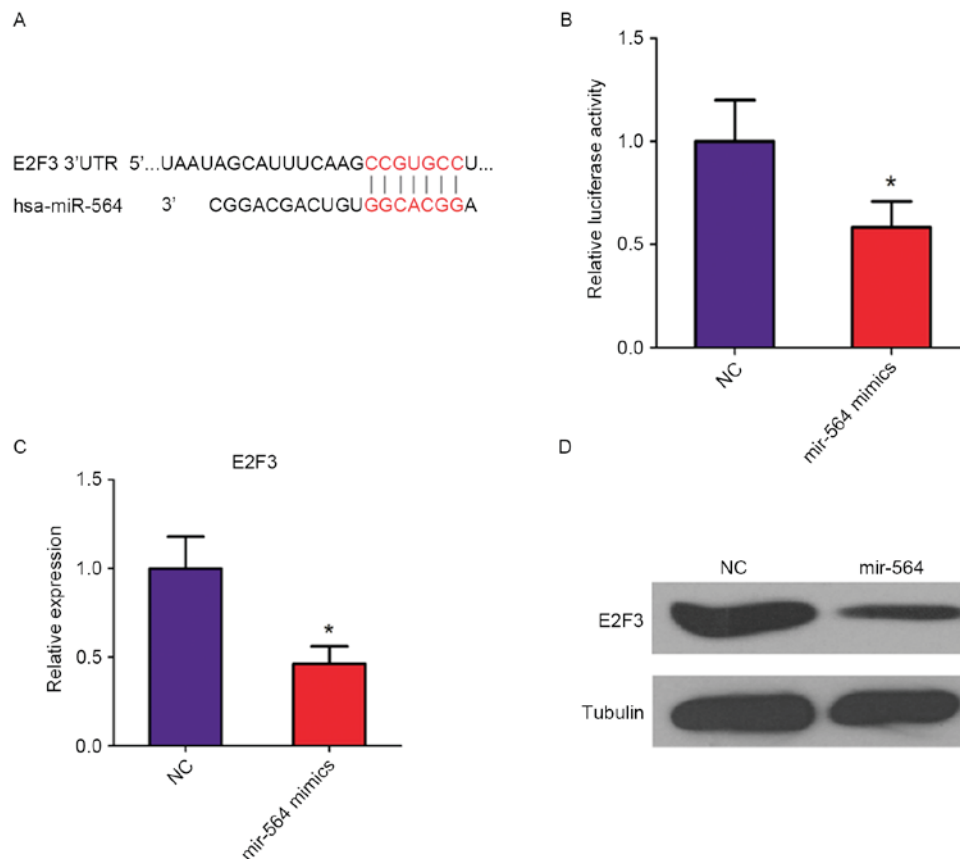 A
E2F3 3'UTR 5'...UAAUAGCAUUUCAAGCCGUGCCU...
hsa-miR-564 3' CGGACGACUGUGGCACGGA
B
Relative luciferase activity
1.5
1.0
0.5
0.0
*
NC
mir-564 mimics
C
E2F3
Relative expression
1.5
1.0
0.5
0.0
*
NC
mir-564 mimics
D
NC mir-564
E2F3
Tubulin